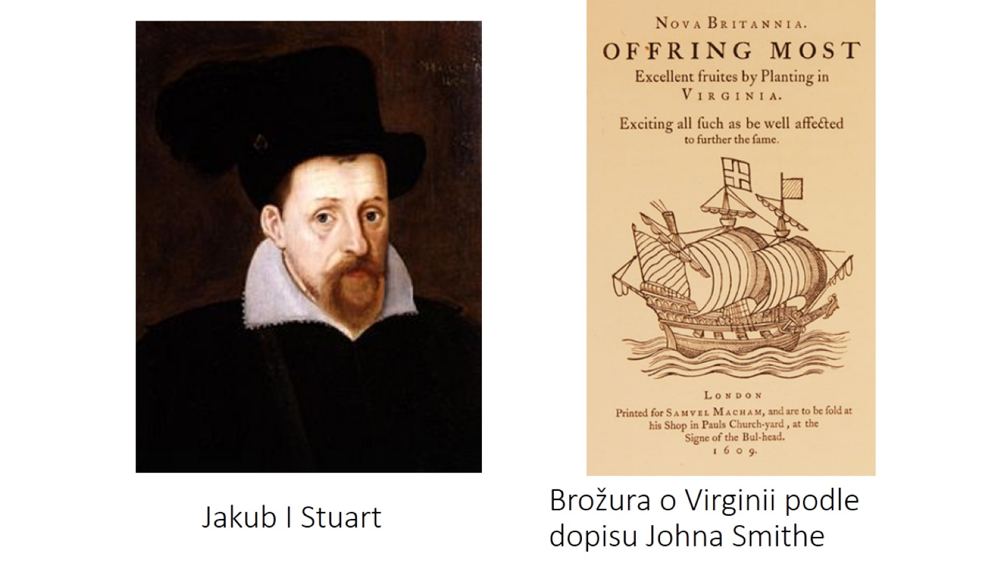 Jakub I Stuart
NOVA BRITANNIA.
OFFRING MOST
Excellent fruites by Planting in
VIRGINIA.
Exciting all ſuch as be well affected
to further the ſame.
LONDON
Printed for SAMVEL MACHAM, and are to be ſold at
his Shop in Pauls Church-yard, at the
Signe of the Bul-head.
1609.
Brožura o Virginii podle
dopisu Johna Smithe